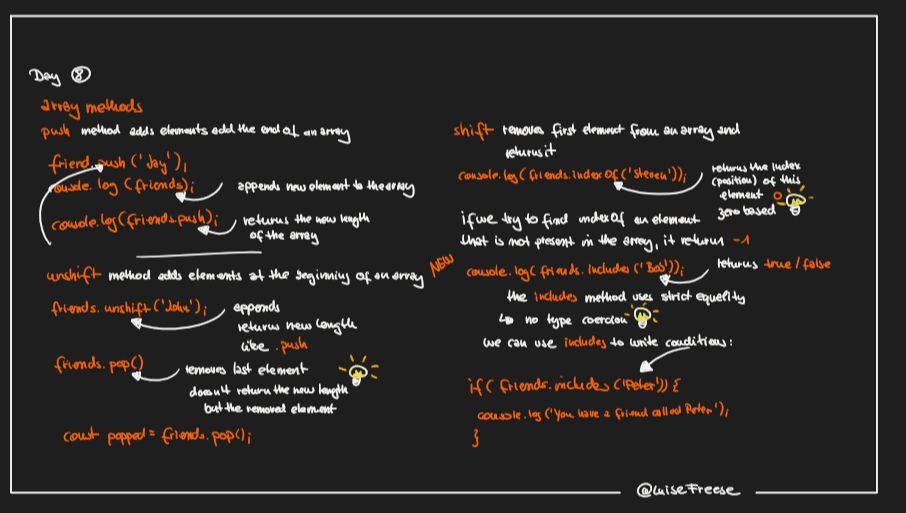 Day 8
array methods
push method adds elements add the end of an array
friend.push('Jay');
console.log(friends);
appends new element to the array
console.log(friends.push);
returns the new length
of the array
unshift method adds elements at the beginning of an array
friends.unshift('John');
appends
returns new length
like .push
friends.pop()
removes last element
doesn't return the new length
but the removed element
const popped = friends.pop();
shift removes first element from an array and
returns it
console.log(friends.indexOf('Steven'));
returns the index
(position) of this
element 0
zero based
if we try to find index of an element
that is not present in the array, it returns -1
NEW
console.log(friends.includes('Bob'));
returns true/false
the includes method uses strict equality
↳ no type coercion
we can use includes to write conditions:
if(friends.includes('Peter')) {
console.log('You have a friend called Peter');
}
@LuiseFreese